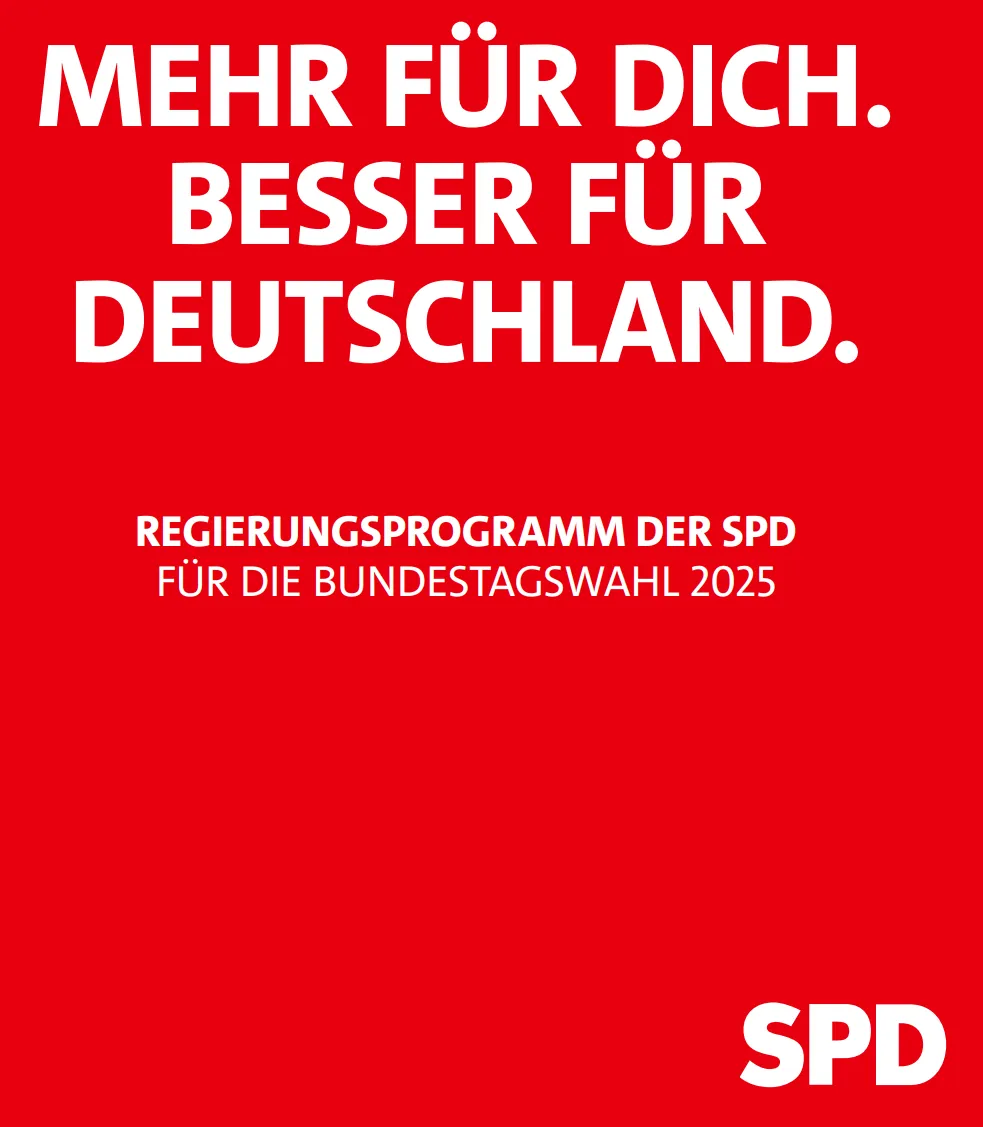 MEHR FÜR DICH.
BESSER FÜR
DEUTSCHLAND.
REGIERUNGSPROGRAMM DER SPD
FÜR DIE BUNDESTAGSWAHL 2025
SPD